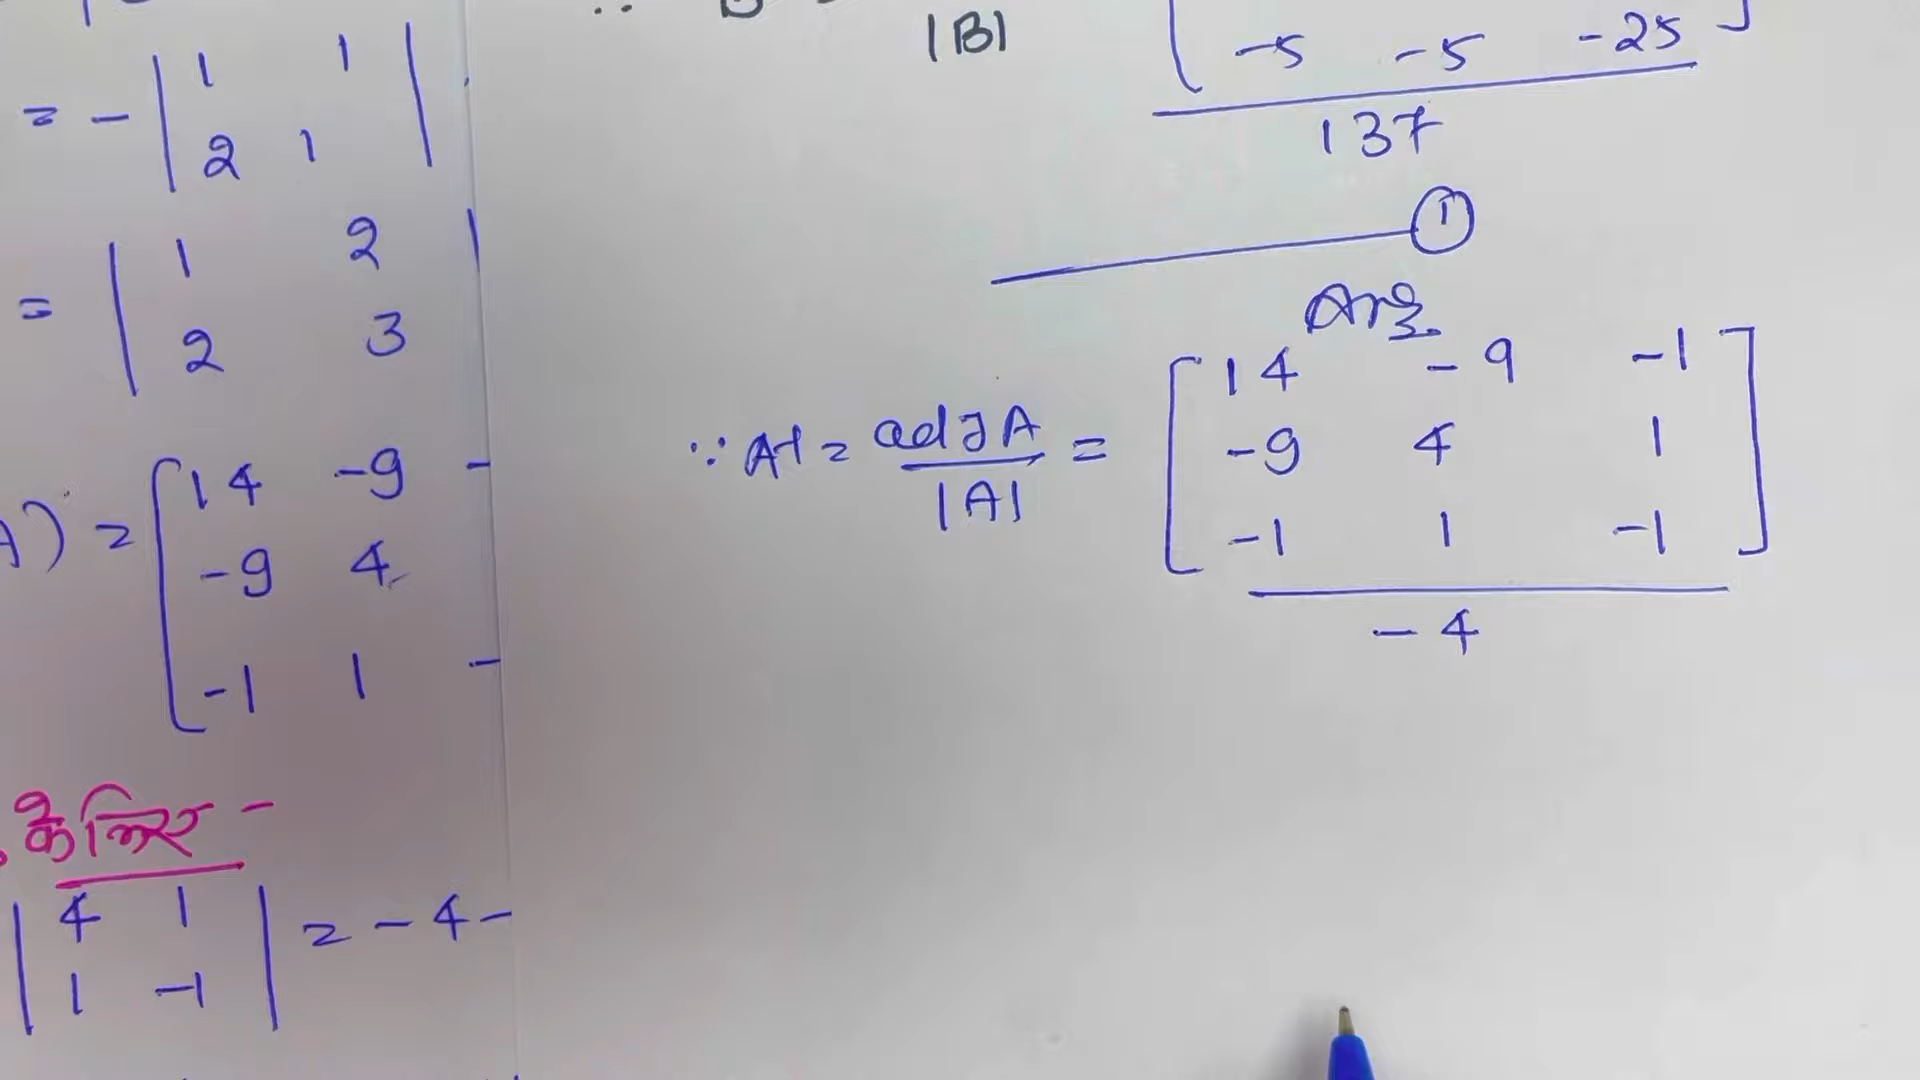 = - | 1 1 |
| 2 1 |
= | 1 2 |
| 2 3 |
A) = [ 14 -9 -
-9 4
-1 1 -
के लिए -
| 4 1 | = -4 -
| 1 -1 |
|B|
-5 -5 -25 ]
137
①
Ans.
∵ A-1 = adJA / |A| = [ 14 -9 -1
-9 4 1
-1 1 -1 ]
-4